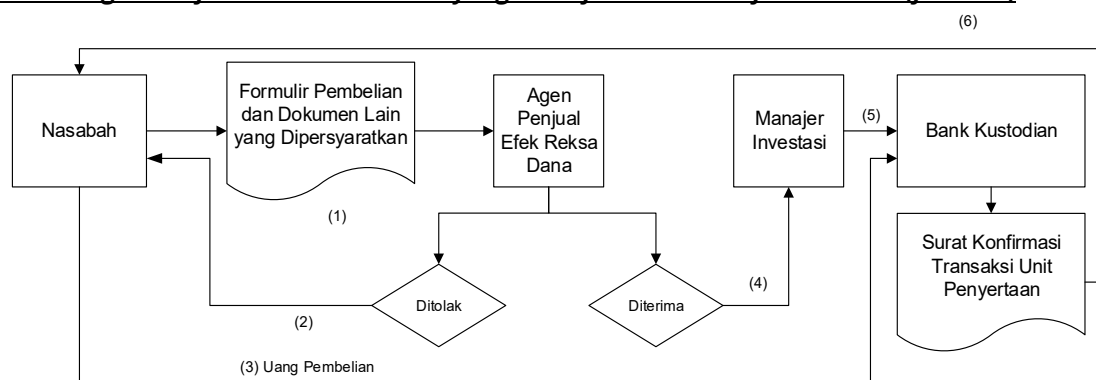 (6)
Nasabah
Formulir Pembelian
dan Dokumen Lain
yang Dipersyaratkan
Agen
Penjual
Efek Reksa
Dana
Manajer
Investasi
(5)
Bank Kustodian
(1)
Surat Konfirmasi
Transaksi Unit
Penyertaan
Ditolak
Diterima
(4)
(2)
(3) Uang Pembelian